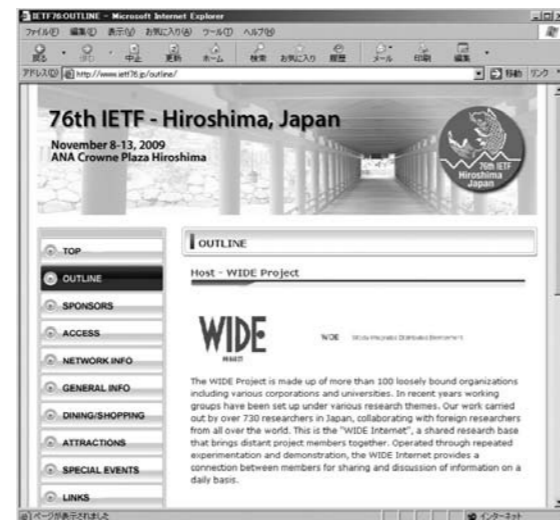 IETF76:OUTLINE - Microsoft Internet Explorer
ファイル(F) 編集(E) 表示(V) お気に入り(A) ツール(T) ヘルプ(H)
戻る 中止 更新 ホーム 検索 お気に入り 履歴 メール 印刷 編集
アドレス(D) http://www.ietf76.jp/outline/ 移動 リンク
76th IETF - Hiroshima, Japan
November 8-13, 2009
ANA Crowne Plaza Hiroshima
76th IETF
Hiroshima
Japan
TOP
OUTLINE
SPONSORS
ACCESS
NETWORK INFO
GENERAL INFO
DINING/SHOPPING
ATTRACTIONS
SPECIAL EVENTS
LINKS
OUTLINE
Host - WIDE Project
WIDE
PROJECT
WIDE
The WIDE Project is made up of more than 100 loosely bound organizations
including various corporations and universities. In recent years working
groups have been set up under various research themes. Our work carried
out by over 730 researchers in Japan, collaborating with foreign researchers
from all over the world. This is the "WIDE Internet", a shared research base
that brings distant project members together. Operated through repeated
experimentation and demonstration, the WIDE Internet provides a
connection between members for sharing and discussion of information on a
daily basis.
ページが表示されました
インターネット